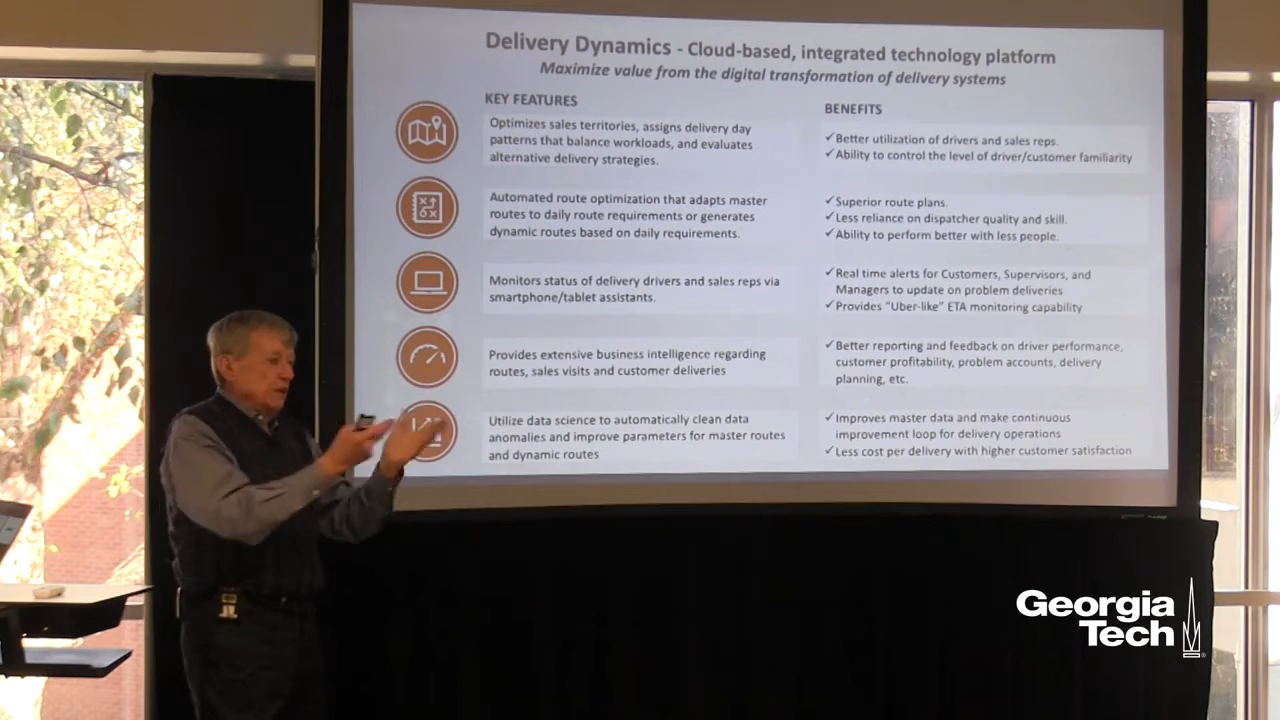 Delivery Dynamics - Cloud-based, integrated technology platform
Maximize value from the digital transformation of delivery systems
KEY FEATURES
Optimizes sales territories, assigns delivery day
patterns that balance workloads, and evaluates
alternative delivery strategies.
BENEFITS
✓Better utilization of drivers and sales reps.
✓Ability to control the level of driver/customer familiarity
Automated route optimization that adapts master
routes to daily route requirements or generates
dynamic routes based on daily requirements.
✓Superior route plans.
✓Less reliance on dispatcher quality and skill.
✓Ability to perform better with less people.
Monitors status of delivery drivers and sales rep via
smartphone/tablet assistants.
✓Real time alerts for Customers, Supervisors, and
Managers to update on problem deliveries
✓Provides “Uber-like” ETA monitoring capability
Provides extensive business intelligence regarding
routes, sales visits and customer deliveries
✓Better reporting and feedback on driver performance,
customer profitability, problem accounts, delivery
planning, etc.
Utilize data science to automatically clean data
anomalies and improve parameters for master routes
and dynamic routes
✓Improves master data and make continuous
improvement loop for delivery operations
✓Less cost per delivery with higher customer satisfaction
Georgia
Tech